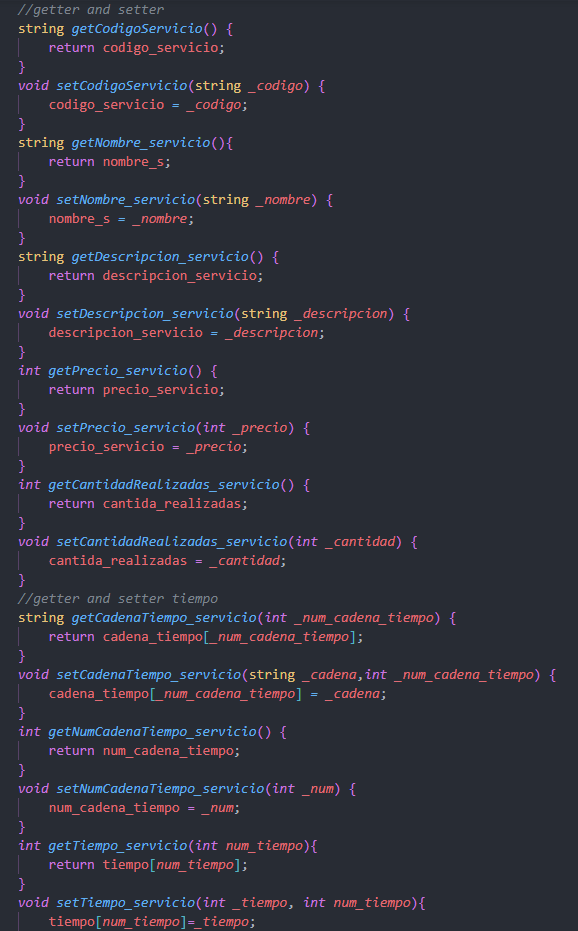 //getter and setter
string getCodigoServicio() {
    return codigo_servicio;
}
void setCodigoServicio(string _codigo) {
    codigo_servicio = _codigo;
}
string getNombre_servicio(){
    return nombre_s;
}
void setNombre_servicio(string _nombre) {
    nombre_s = _nombre;
}
string getDescripcion_servicio() {
    return descripcion_servicio;
}
void setDescripcion_servicio(string _descripcion) {
    descripcion_servicio = _descripcion;
}
int getPrecio_servicio() {
    return precio_servicio;
}
void setPrecio_servicio(int _precio) {
    precio_servicio = _precio;
}
int getCantidadRealizadas_servicio() {
    return cantida_realizadas;
}
void setCantidadRealizadas_servicio(int _cantidad) {
    cantida_realizadas = _cantidad;
}
//getter and setter tiempo
string getCadenaTiempo_servicio(int _num_cadena_tiempo) {
    return cadena_tiempo[_num_cadena_tiempo];
}
void setCadenaTiempo_servicio(string _cadena,int _num_cadena_tiempo) {
    cadena_tiempo[_num_cadena_tiempo] = _cadena;
}
int getNumCadenaTiempo_servicio() {
    return num_cadena_tiempo;
}
void setNumCadenaTiempo_servicio(int _num) {
    num_cadena_tiempo = _num;
}
int getTiempo_servicio(int num_tiempo){
    return tiempo[num_tiempo];
}
void setTiempo_servicio(int _tiempo, int num_tiempo){
    tiempo[num_tiempo]=_tiempo;